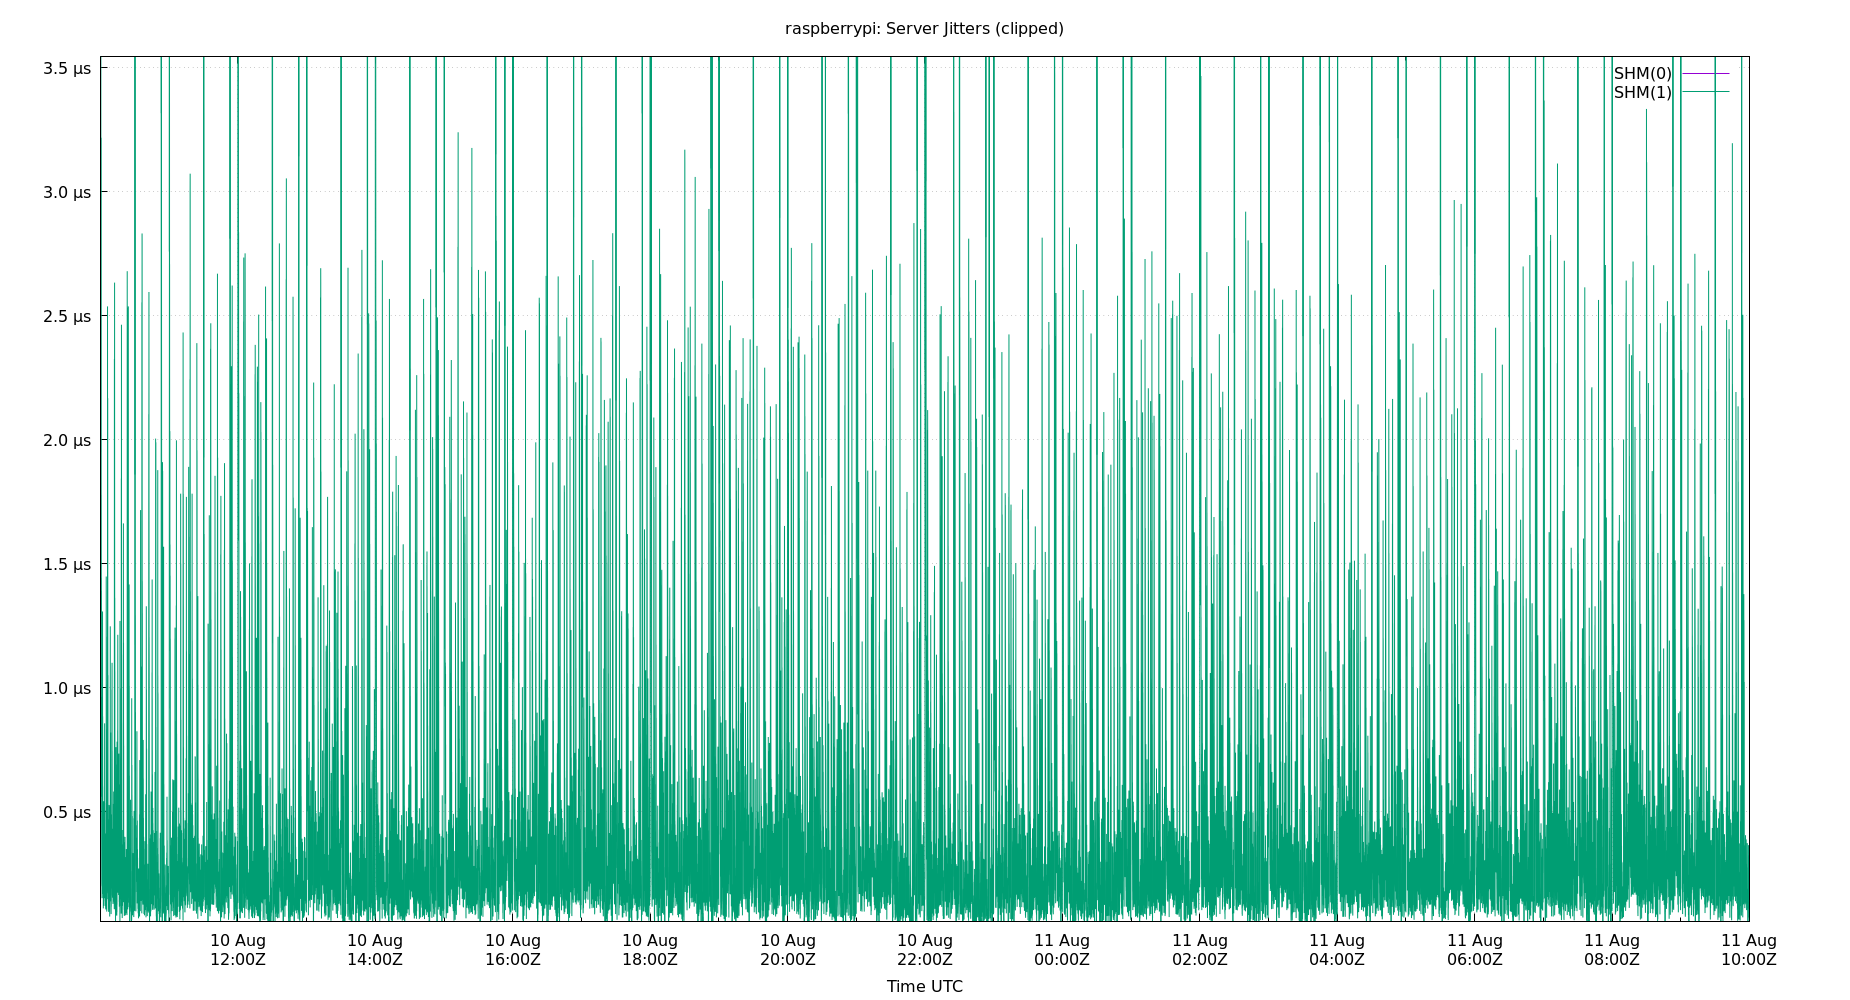 raspberrypi: Server Jitters (clipped)
3.5 µs
3.0 µs
2.5 µs
2.0 µs
1.5 µs
1.0 µs
0.5 µs
SHM(0)
SHM(1)
10 Aug
12:00Z
10 Aug
14:00Z
10 Aug
16:00Z
10 Aug
18:00Z
10 Aug
20:00Z
10 Aug
22:00Z
11 Aug
00:00Z
11 Aug
02:00Z
11 Aug
04:00Z
11 Aug
06:00Z
11 Aug
08:00Z
11 Aug
10:00Z
Time UTC